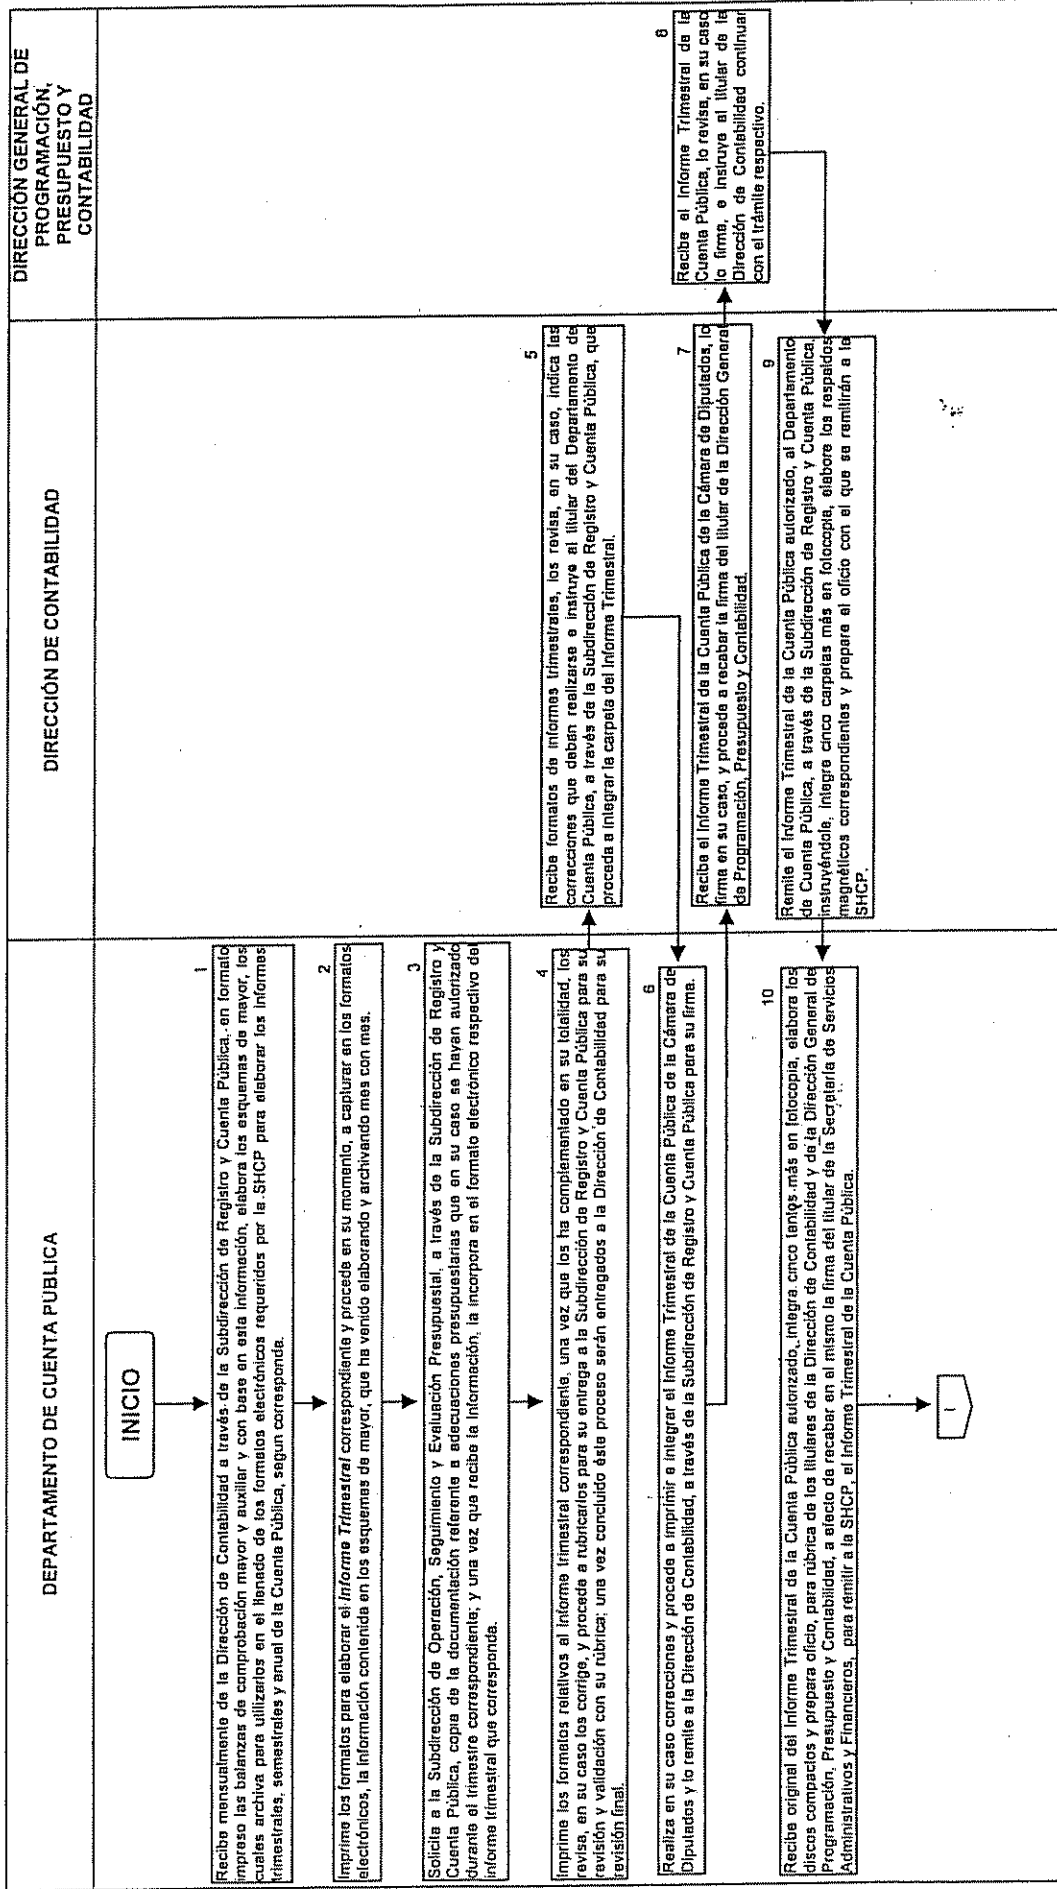 DEPARTAMENTO DE CUENTA PUBLICA
DIRECCIÓN DE CONTABILIDAD
DIRECCIÓN GENERAL DE
PROGRAMACIÓN,
PRESUPUESTO Y
CONTABILIDAD
INICIO
1
Recibe mensualmente de la Dirección de Contabilidad a través de la Subdirección de Registro y Cuenta Pública, en formato
impreso las balanzas de comprobación mayor y auxiliar y con base en esta información, elabora los esquemas de mayor, los
cuales archiva para utilizarlos en el llenado de los formatos electrónicos requeridos por la SHCP para elaborar los informes
trimestrales, semestrales y anual de la Cuenta Pública, segun corresponda.
2
Imprime los formatos para elaborar el Informe Trimestral correspondiente y procede en su momento, a capturar en los formatos
electrónicos, la información contenida en los esquemas de mayor, que ha venido elaborando y archivando mes con mes.
3
Solicita a la Subdirección de Operación, Seguimiento y Evaluación Presupuestal, a través de la Subdirección de Registro y
Cuenta Pública, copia de la documentación referente a adecuaciones presupuestarias que en su caso se hayan autorizado
durante el trimestre correspondiente; y una vez que recibe la Información, la incorpora en el formato electrónico respectivo del
informe trimestral que corresponda.
4
Imprime los formatos relativos al Informe trimestral correspondiente, una vez que los ha complementado en su totalidad, los
revisa, en su caso los corrige, y procede a rubricarlos para su entrega a la Subdirección de Registro y Cuenta Pública para su
revisión y validación con su rúbrica; una vez concluido éste proceso serán entregados a la Dirección de Contabilidad para su
revisión final.
5
Recibe formatos de informes trimestrales, los revisa, en su caso, indica las
correcciones que deban realizarse e instruye al titular del Departamento de
Cuenta Pública, a través de la Subdirección de Registro y Cuenta Pública, que
proceda a integrar la carpeta del Informe Trimestral.
6
Realiza en su caso correcciones y procede a imprimir e integrar el Informe Trimestral de la Cuenta Pública de la Cámara de
Diputados y lo remite a la Dirección de Contabilidad, a través de la Subdirección de Registro y Cuenta Pública para su firma.
7
Recibe el Informe Trimestral de la Cuenta Pública de la Cámara de Diputados, lo
firma en su caso, y procede a recabar la firma del titular de la Dirección General
de Programación, Presupuesto y Contabilidad.
8
Recibe el Informe Trimestral de la
Cuenta Pública, lo revisa, en su caso
lo firma, e instruye al titular de la
Dirección de Contabilidad continuar
con el trámite respectivo.
9
Remite el Informe Trimestral de la Cuenta Pública autorizado, al Departamento
de Cuenta Pública, a través de la Subdirección de Registro y Cuenta Pública,
instruyéndole, integre cinco carpetas más en fotocopia, elabore los respaldos
magnéticos correspondientes y prepare el oficio con el que se remitirán a la
SHCP.
10
Recibe original del Informe Trimestral de la Cuenta Pública autorizado, integra cinco tantos más en fotocopia, elabora los
discos compactos y prepara oficio, para rúbrica de los titulares de la Dirección de Contabilidad y de la Dirección General de
Programación, Presupuesto y Contabilidad, a efecto de recabar en el mismo la firma del titular de la Secretaría de Servicios
Administrativos y Financieros, para remitir a la SHCP, el Informe Trimestral de la Cuenta Pública.